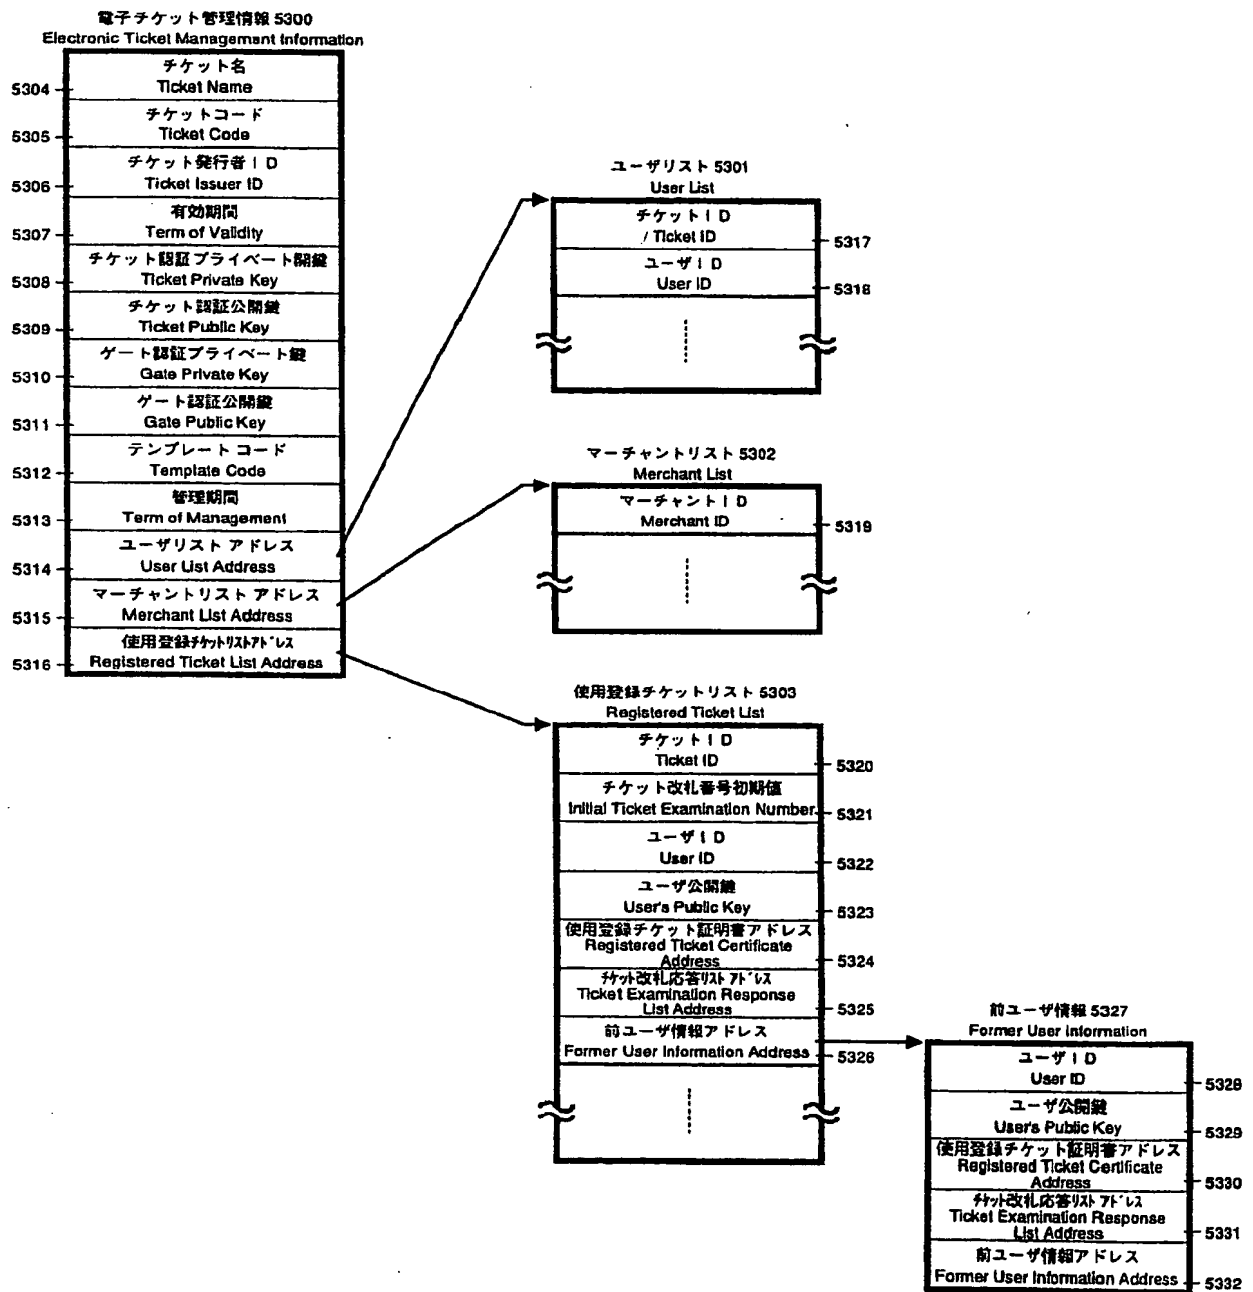 電子チケット管理情報 5300
Electronic Ticket Management Information
チケット名
Ticket Name
5304
チケットコード
Ticket Code
5305
チケット発行者ID
Ticket Issuer ID
5306
有効期間
Term of Validity
5307
チケット認証プライベート開鍵
Ticket Private Key
5308
チケット認証公開鍵
Ticket Public Key
5309
ゲート認証プライベート鍵
Gate Private Key
5310
ゲート認証公開鍵
Gate Public Key
5311
テンプレート コード
Template Code
5312
管理期間
Term of Management
5313
ユーザリスト アドレス
User List Address
5314
マーチャントリスト アドレス
Merchant List Address
5315
使用登録チケットリストアドレス
Registered Ticket List Address
5316
ユーザリスト 5301
User List
チケットID
/ Ticket ID
5317
ユーザID
User ID
5318
マーチャントリスト 5302
Merchant List
マーチャントID
Merchant ID
5319
使用登録チケットリスト 5303
Registered Ticket List
チケットID
Ticket ID
5320
チケット改札番号初期値
Initial Ticket Examination Number
5321
ユーザID
User ID
5322
ユーザ公開鍵
User's Public Key
5323
使用登録チケット証明書アドレス
Registered Ticket Certificate
Address
5324
チケット改札応答リスト アドレス
Ticket Examination Response
List Address
5325
前ユーザ情報アドレス
Former User Information Address
5326
前ユーザ情報 5327
Former User Information
ユーザID
User ID
5328
ユーザ公開鍵
User's Public Key
5329
使用登録チケット証明書アドレス
Registered Ticket Certificate
Address
5330
チケット改札応答リスト アドレス
Ticket Examination Response
List Address
5331
前ユーザ情報アドレス
Former User Information Address
5332